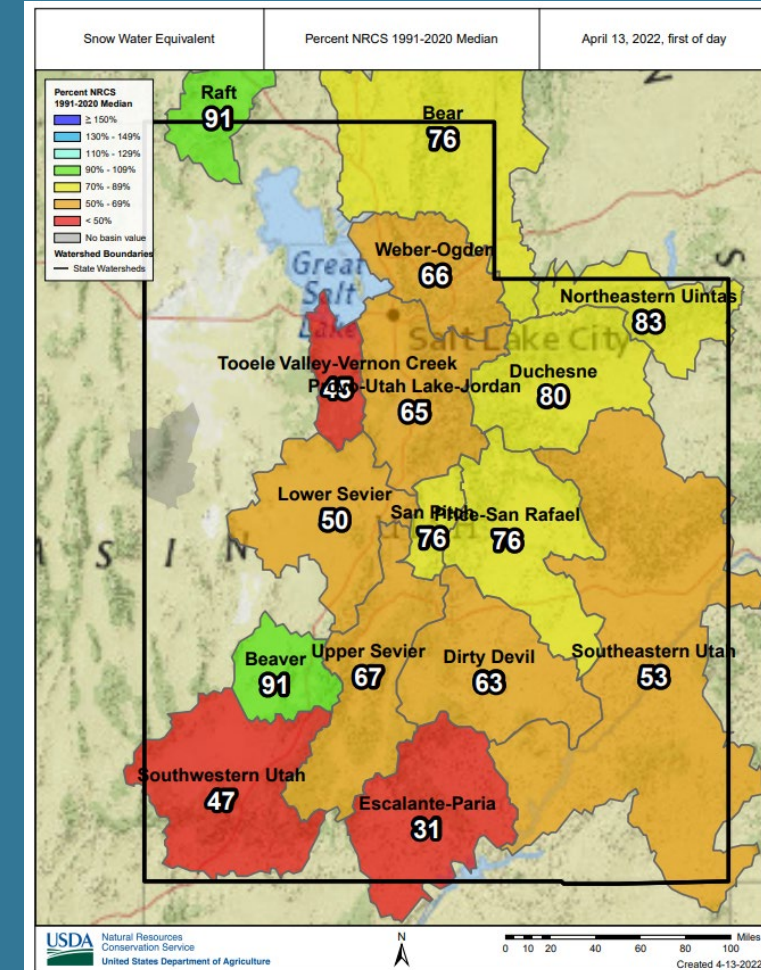 Snow Water Equivalent
Percent NRCS 1991-2020 Median
April 13, 2022, first of day
Percent NRCS
1991-2020 Median
≥ 150%
130% - 149%
110% - 129%
90% - 109%
70% - 89%
50% - 69%
< 50%
No basin value
Watershed Boundaries
State Watersheds
Raft
91
Bear
76
Great
Salt
Lake
Weber-Ogden
66
Northeastern Uintas
83
Salt Lake City
Tooele Valley-Vernon Creek
45
Provo-Utah Lake-Jordan
65
Duchesne
80
Lower Sevier
50
San Pitch
76
Price-San Rafael
76
A S I N
S
Beaver
91
Upper Sevier
67
Dirty Devil
63
Southeastern Utah
53
Southwestern Utah
47
Escalante-Paria
31
USDA
Natural Resources
Conservation Service
United States Department of Agriculture
N
Miles
0 10 20 40 60 80 100
Created 4-13-2022